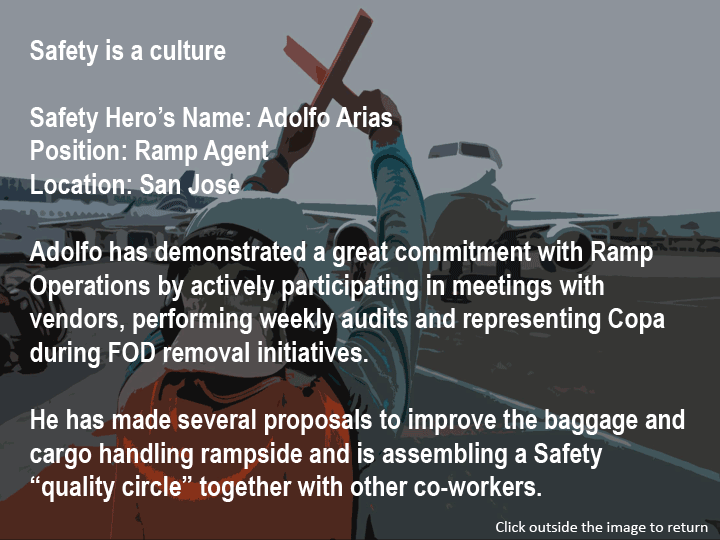 Safety is a culture
Safety Hero’s Name: Adolfo Arias
Position: Ramp Agent
Location: San Jose
Adolfo has demonstrated a great commitment with Ramp
Operations by actively participating in meetings with
vendors, performing weekly audits and representing Copa
during FOD removal initiatives.
He has made several proposals to improve the baggage and
cargo handling rampside and is assembling a Safety
“quality circle” together with other co-workers.
Click outside the image to return